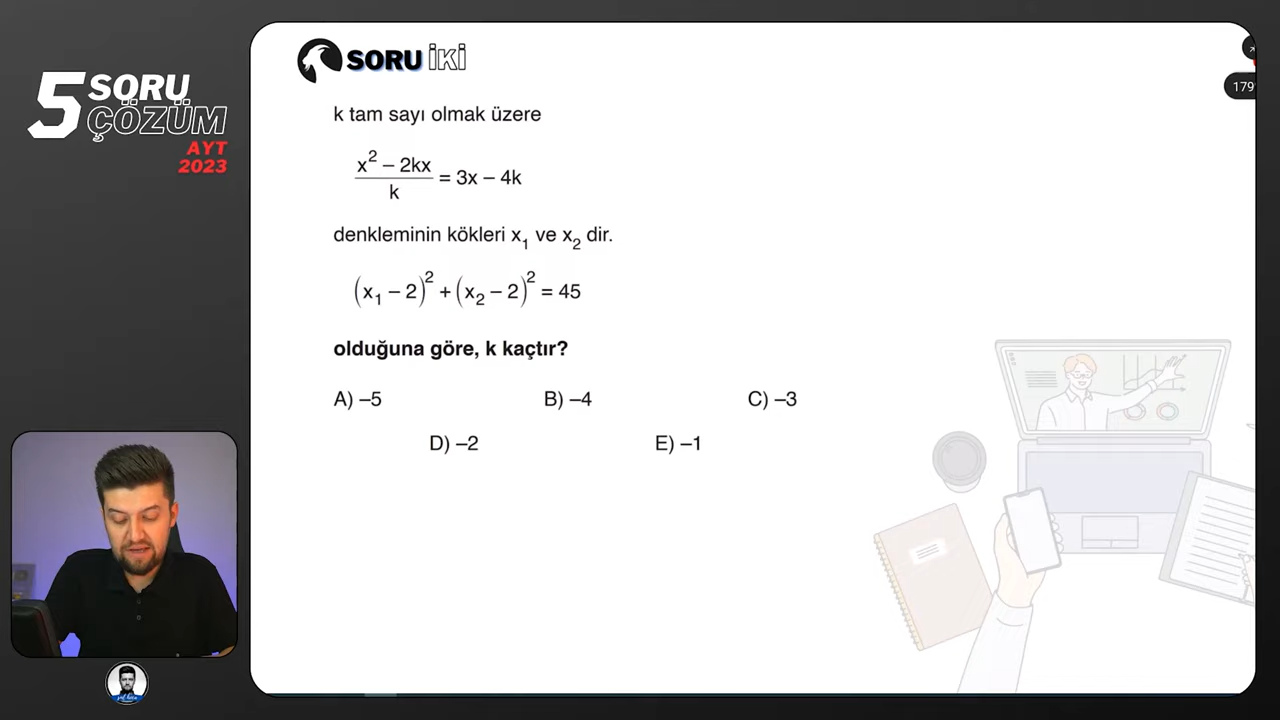 5 SORU
ÇÖZÜM
AYT
2023
SORU İKİ
k tam sayı olmak üzere
x² – 2kx / k = 3x – 4k
denkleminin kökleri x₁ ve x₂ dir.
(x₁ – 2)² + (x₂ – 2)² = 45
olduğuna göre, k kaçtır?
A) –5 B) –4 C) –3
D) –2 E) –1
179